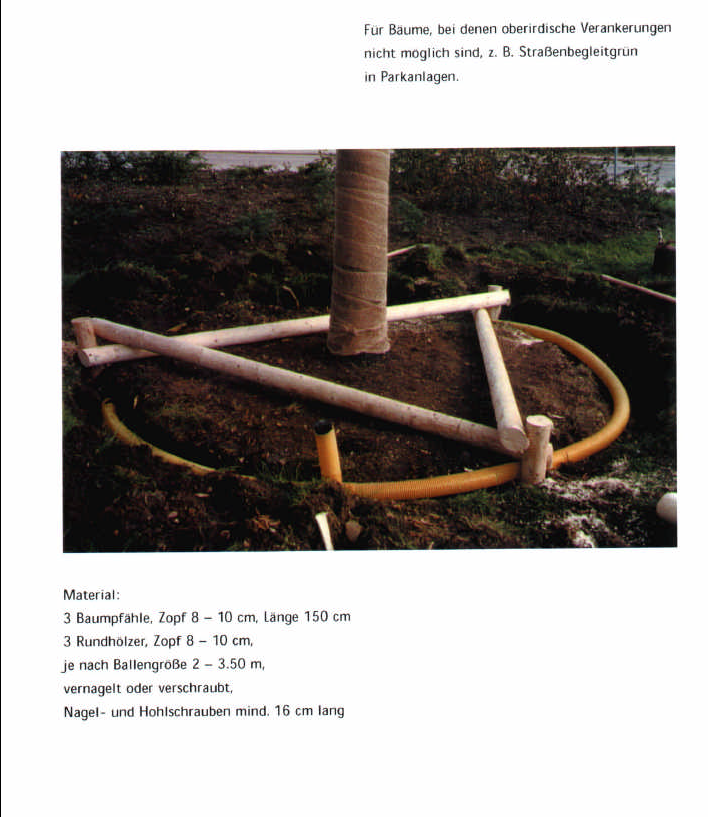 Für Bäume, bei denen oberirdische Verankerungen
nicht möglich sind, z. B. Straßenbegleitgrün
in Parkanlagen.
Material:
3 Baumpfähle, Zopf 8 – 10 cm, Länge 150 cm
3 Rundhölzer, Zopf 8 – 10 cm,
je nach Ballengröße 2 – 3.50 m,
vernagelt oder verschraubt,
Nagel- und Hohlschrauben mind. 16 cm lang